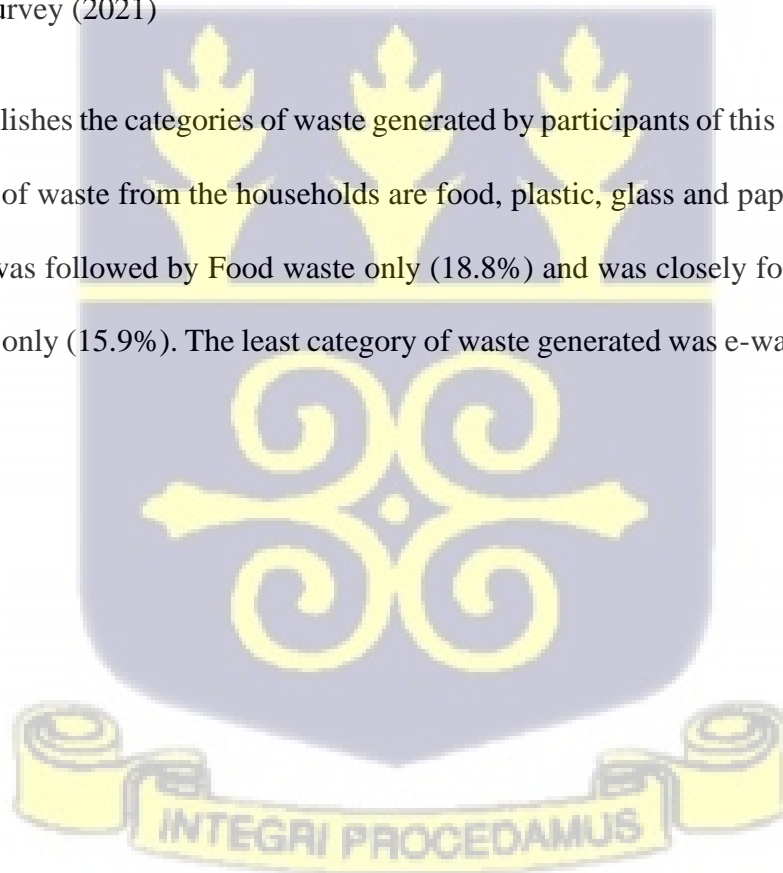 urvey (2021)
lishes the categories of waste generated by participants of this
of waste from the households are food, plastic, glass and pap
was followed by Food waste only (18.8%) and was closely fo
only (15.9%). The least category of waste generated was e-wa
INTEGRI PROCEDAMUS